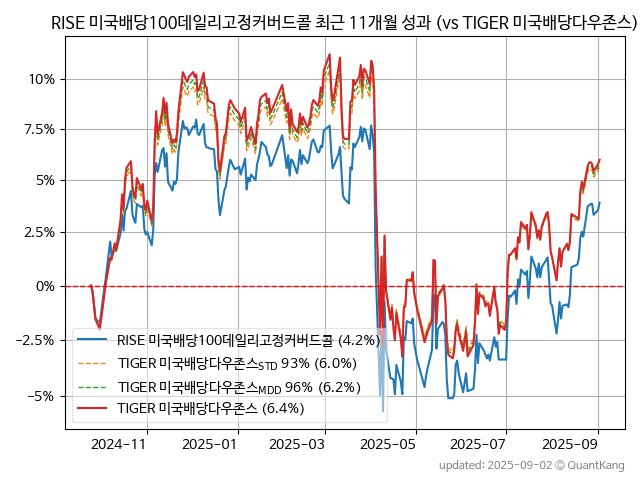 RISE 미국배당100데일리고정커버드콜 최근 11개월 성과 (vs TIGER 미국배당다우존스)
10%
7.5%
5%
2.5%
0%
−2.5%
−5%
RISE 미국배당100데일리고정커버드콜 (4.2%)
TIGER 미국배당다우존스STD 93% (6.0%)
TIGER 미국배당다우존스MDD 96% (6.2%)
TIGER 미국배당다우존스 (6.4%)
2024-11 2025-01 2025-03 2025-05 2025-07 2025-09
updated: 2025-09-02 © QuantKang